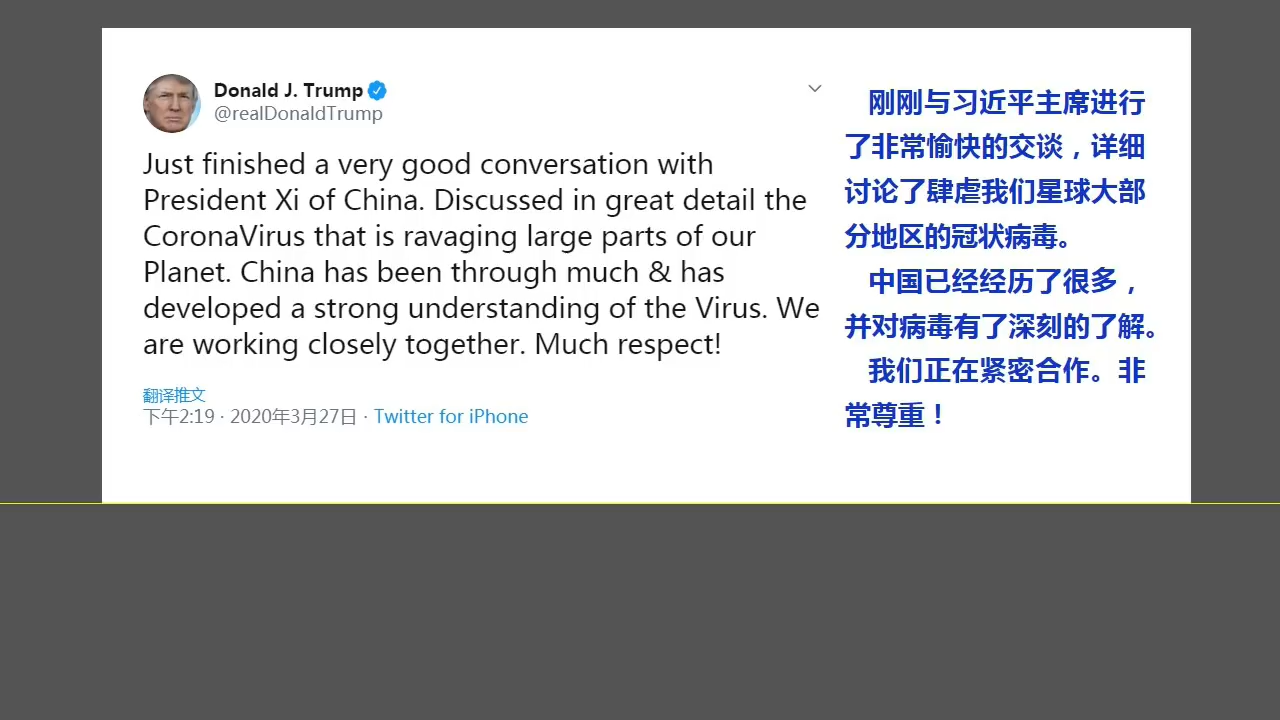 Donald J. Trump
@realDonaldTrump
Just finished a very good conversation with
President Xi of China. Discussed in great detail the
CoronaVirus that is ravaging large parts of our
Planet. China has been through much & has
developed a strong understanding of the Virus. We
are working closely together. Much respect!
翻译推文
下午2:19 · 2020年3月27日 · Twitter for iPhone
刚刚与习近平主席进行
了非常愉快的交谈，详细
讨论了肆虐我们星球大部
分地区的冠状病毒。
中国已经经历了很多，
并对病毒有了深刻的了解。
我们正在紧密合作。非
常尊重！